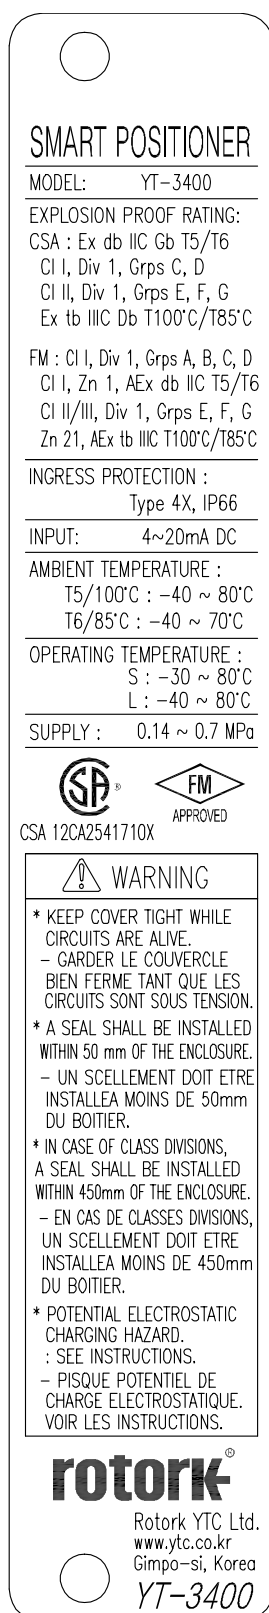 SMART POSITIONER
MODEL: YT-3400
EXPLOSION PROOF RATING:
CSA : Ex db IIC Gb T5/T6
Cl I, Div 1, Grps C, D
Cl II, Div 1, Grps E, F, G
Ex tb IIIC Db T100°C/T85°C
FM : Cl I, Div 1, Grps A, B, C, D
Cl I, Zn 1, AEx db IIC T5/T6
Cl II/III, Div 1, Grps E, F, G
Zn 21, AEx tb IIIC T100°C/T85°C
INGRESS PROTECTION :
Type 4X, IP66
INPUT: 4~20mA DC
AMBIENT TEMPERATURE :
T5/100°C : -40 ~ 80°C
T6/85°C : -40 ~ 70°C
OPERATING TEMPERATURE :
S : -30 ~ 80°C
L : -40 ~ 80°C
SUPPLY : 0.14 ~ 0.7 MPa
SA ® FM
APPROVED
CSA 12CA2541710X
WARNING
* KEEP COVER TIGHT WHILE
CIRCUITS ARE ALIVE.
- GARDER LE COUVERCLE
BIEN FERME TANT QUE LES
CIRCUITS SONT SOUS TENSION.
* A SEAL SHALL BE INSTALLED
WITHIN 50 mm OF THE ENCLOSURE.
- UN SCELLEMENT DOIT ETRE
INSTALLEA MOINS DE 50mm
DU BOITIER.
* IN CASE OF CLASS DIVISIONS,
A SEAL SHALL BE INSTALLED
WITHIN 450mm OF THE ENCLOSURE.
- EN CAS DE CLASSES DIVISIONS,
UN SCELLEMENT DOIT ETRE
INSTALLEA MOINS DE 450mm
DU BOITIER.
* POTENTIAL ELECTROSTATIC
CHARGING HAZARD.
: SEE INSTRUCTIONS.
- PISQUE POTENTIEL DE
CHARGE ELECTROSTATIQUE.
VOIR LES INSTRUCTIONS.
rotork®
Rotork YTC Ltd.
www.ytc.co.kr
Gimpo-si, Korea
YT-3400